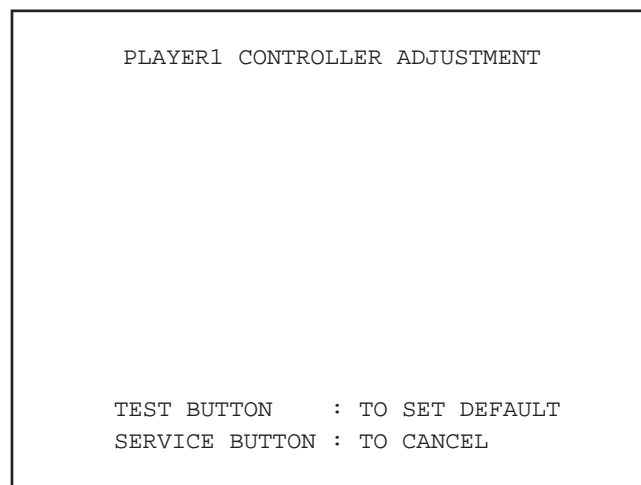 PLAYER1 CONTROLLER ADJUSTMENT
TEST BUTTON : TO SET DEFAULT
SERVICE BUTTON : TO CANCEL